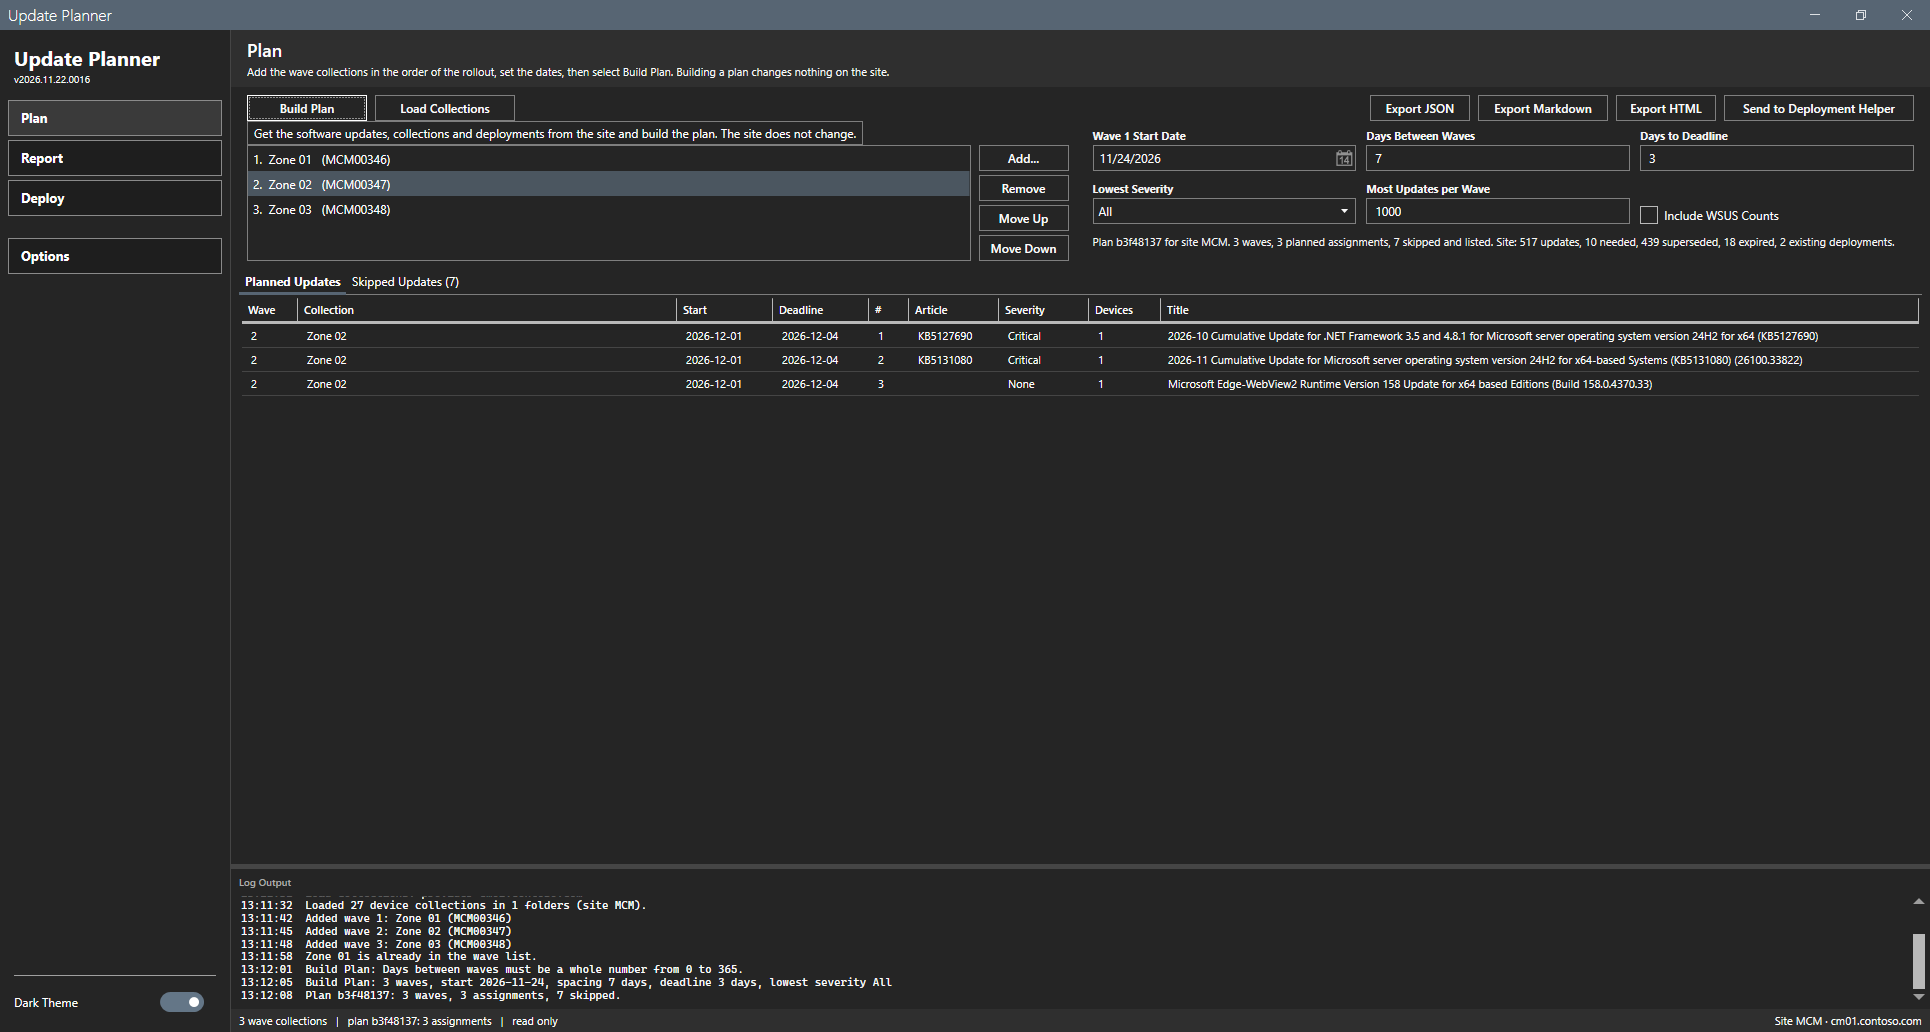 Update Planner
Update Planner
v2026.11.22.0016
Plan
Report
Deploy
Options
Dark Theme
Plan
Add the wave collections in the order of the rollout, set the dates, then select Build Plan. Building a plan changes nothing on the site.
Build Plan
Load Collections
Export JSON
Export Markdown
Export HTML
Send to Deployment Helper
Get the software updates, collections and deployments from the site and build the plan. The site does not change.
1. Zone 01 (MCM00346)
2. Zone 02 (MCM00347)
3. Zone 03 (MCM00348)
Add...
Remove
Move Up
Move Down
Wave 1 Start Date
Days Between Waves
Days to Deadline
11/24/2026
14
7
3
Lowest Severity
Most Updates per Wave
All
1000
Include WSUS Counts
Plan b3f48137 for site MCM. 3 waves, 3 planned assignments, 7 skipped and listed. Site: 517 updates, 10 needed, 439 superseded, 18 expired, 2 existing deployments.
Planned Updates
Skipped Updates (7)
Wave Collection Start Deadline # Article Severity Devices Title
2 Zone 02 2026-12-01 2026-12-04 1 KB5127690 Critical 1 2026-10 Cumulative Update for .NET Framework 3.5 and 4.8.1 for Microsoft server operating system version 24H2 for x64 (KB5127690)
2 Zone 02 2026-12-01 2026-12-04 2 KB5131080 Critical 1 2026-11 Cumulative Update for Microsoft server operating system version 24H2 for x64-based Systems (KB5131080) (26100.33822)
2 Zone 02 2026-12-01 2026-12-04 3 None 1 Microsoft Edge-WebView2 Runtime Version 158 Update for x64 based Editions (Build 158.0.4370.33)
Log Output
13:11:32 Loaded 27 device collections in 1 folders (site MCM).
13:11:42 Added wave 1: Zone 01 (MCM00346)
13:11:45 Added wave 2: Zone 02 (MCM00347)
13:11:48 Added wave 3: Zone 03 (MCM00348)
13:11:58 Zone 01 is already in the wave list.
13:12:01 Build Plan: Days between waves must be a whole number from 0 to 365.
13:12:05 Build Plan: 3 waves, start 2026-11-24, spacing 7 days, deadline 3 days, lowest severity All
13:12:08 Plan b3f48137: 3 waves, 3 assignments, 7 skipped.
3 wave collections | plan b3f48137: 3 assignments | read only
Site MCM · cm01.contoso.com